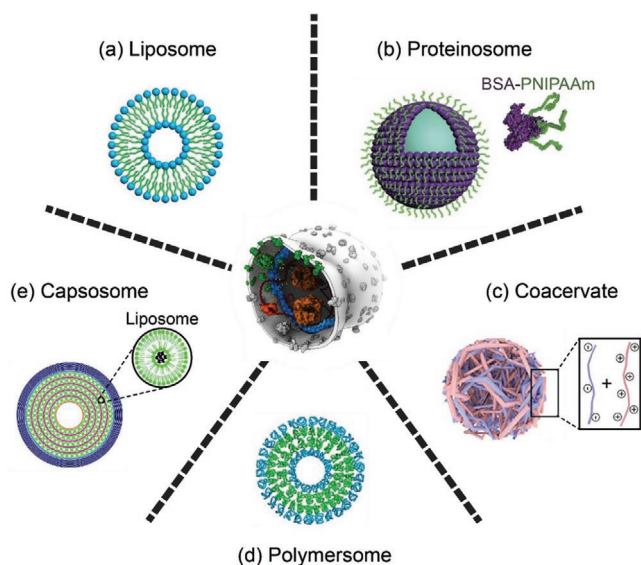 (a) Liposome
(b) Proteinosome
BSA-PNIPAAm
(e) Capsosome
Liposome
(c) Coacervate
+
(d) Polymersome